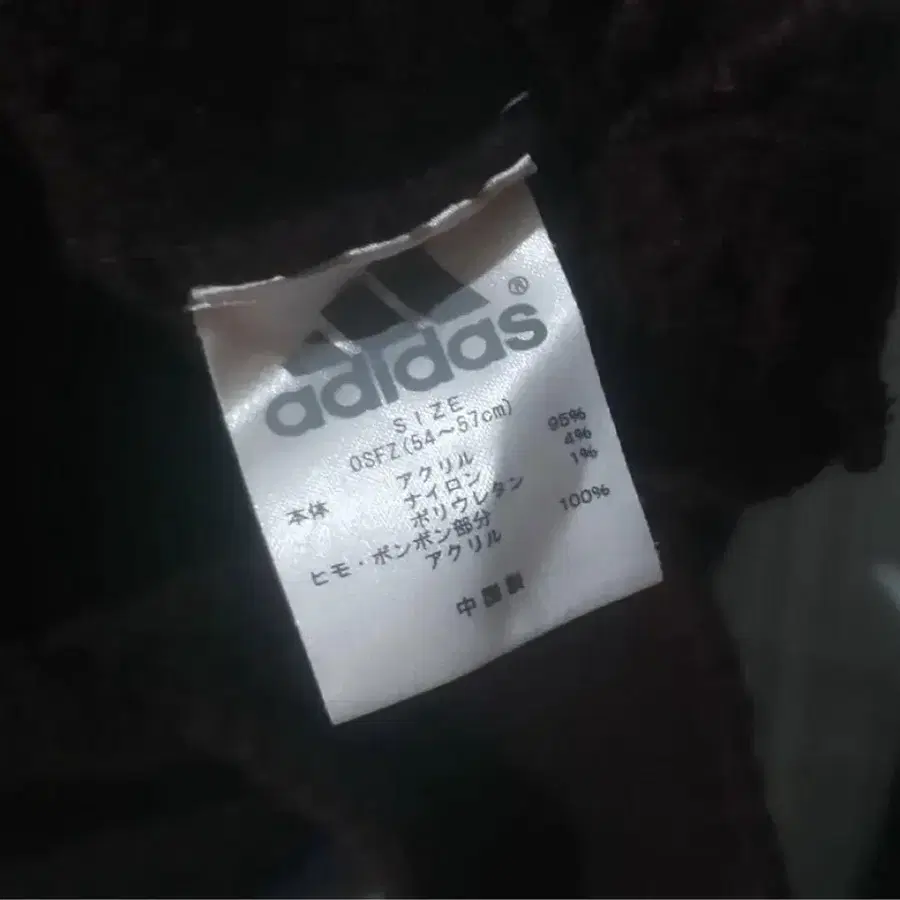 adidas®
SIZE
OSFZ(54～57cm)
アクリル 95%
本体 ナイロン 4%
ポリウレタン 1%
ヒモ・ボンボン部分
アクリル 100%
中国製